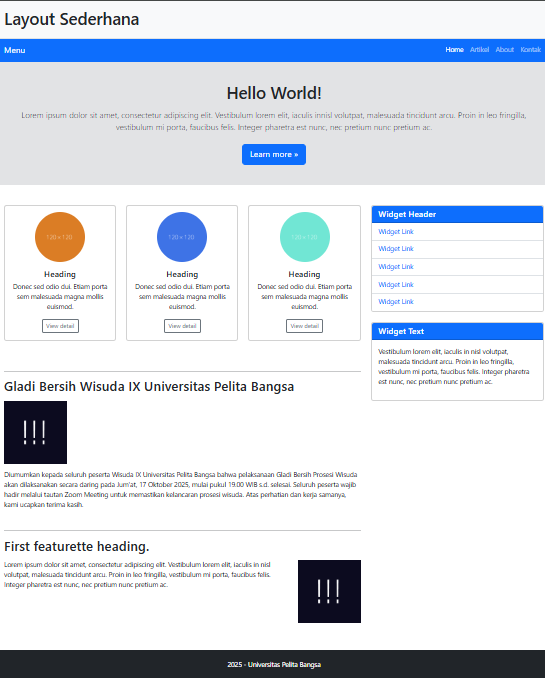 Layout Sederhana
Menu
Home Artikel About Kontak
Hello World!
Lorem ipsum dolor sit amet, consectetur adipiscing elit. Vestibulum lorem elit, iaculis innisl volutpat, malesuada tincidunt arcu. Proin in leo fringilla,
vestibulum mi porta, faucibus felis. Integer pharetra est nunc, nec pretium nunc pretium ac.
Learn more »
120 × 120
Heading
Donec sed odio dui. Etiam porta
sem malesuada magna mollis
euismod.
View detail
120 × 120
Heading
Donec sed odio dui. Etiam porta
sem malesuada magna mollis
euismod.
View detail
120 × 120
Heading
Donec sed odio dui. Etiam porta
sem malesuada magna mollis
euismod.
View detail
Widget Header
Widget Link
Widget Link
Widget Link
Widget Link
Widget Link
Widget Text
Vestibulum lorem elit, iaculis in nisl volutpat,
malesuada tincidunt arcu. Proin in leo fringilla,
vestibulum mi porta, faucibus felis. Integer pharetra
est nunc, nec pretium nunc pretium ac.
Gladi Bersih Wisuda IX Universitas Pelita Bangsa
!!!
Diumumkan kepada seluruh peserta Wisuda IX Universitas Pelita Bangsa bahwa pelaksanaan Gladi Bersih Prosesi Wisuda
akan dilaksanakan secara daring pada Jum'at, 17 Oktober 2025, mulai pukul 19.00 WIB s.d. selesai. Seluruh peserta wajib
hadir melalui tautan Zoom Meeting untuk memastikan kelancaran prosesi wisuda. Atas perhatian dan kerja samanya,
kami ucapkan terima kasih.
First featurette heading.
Lorem ipsum dolor sit amet, consectetur adipiscing elit. Vestibulum lorem elit, iaculis in nisl
volutpat, malesuada tincidunt arcu. Proin in leo fringilla, vestibulum mi porta, faucibus felis.
Integer pharetra est nunc, nec pretium nunc pretium ac.
!!!
2025 - Universitas Pelita Bangsa